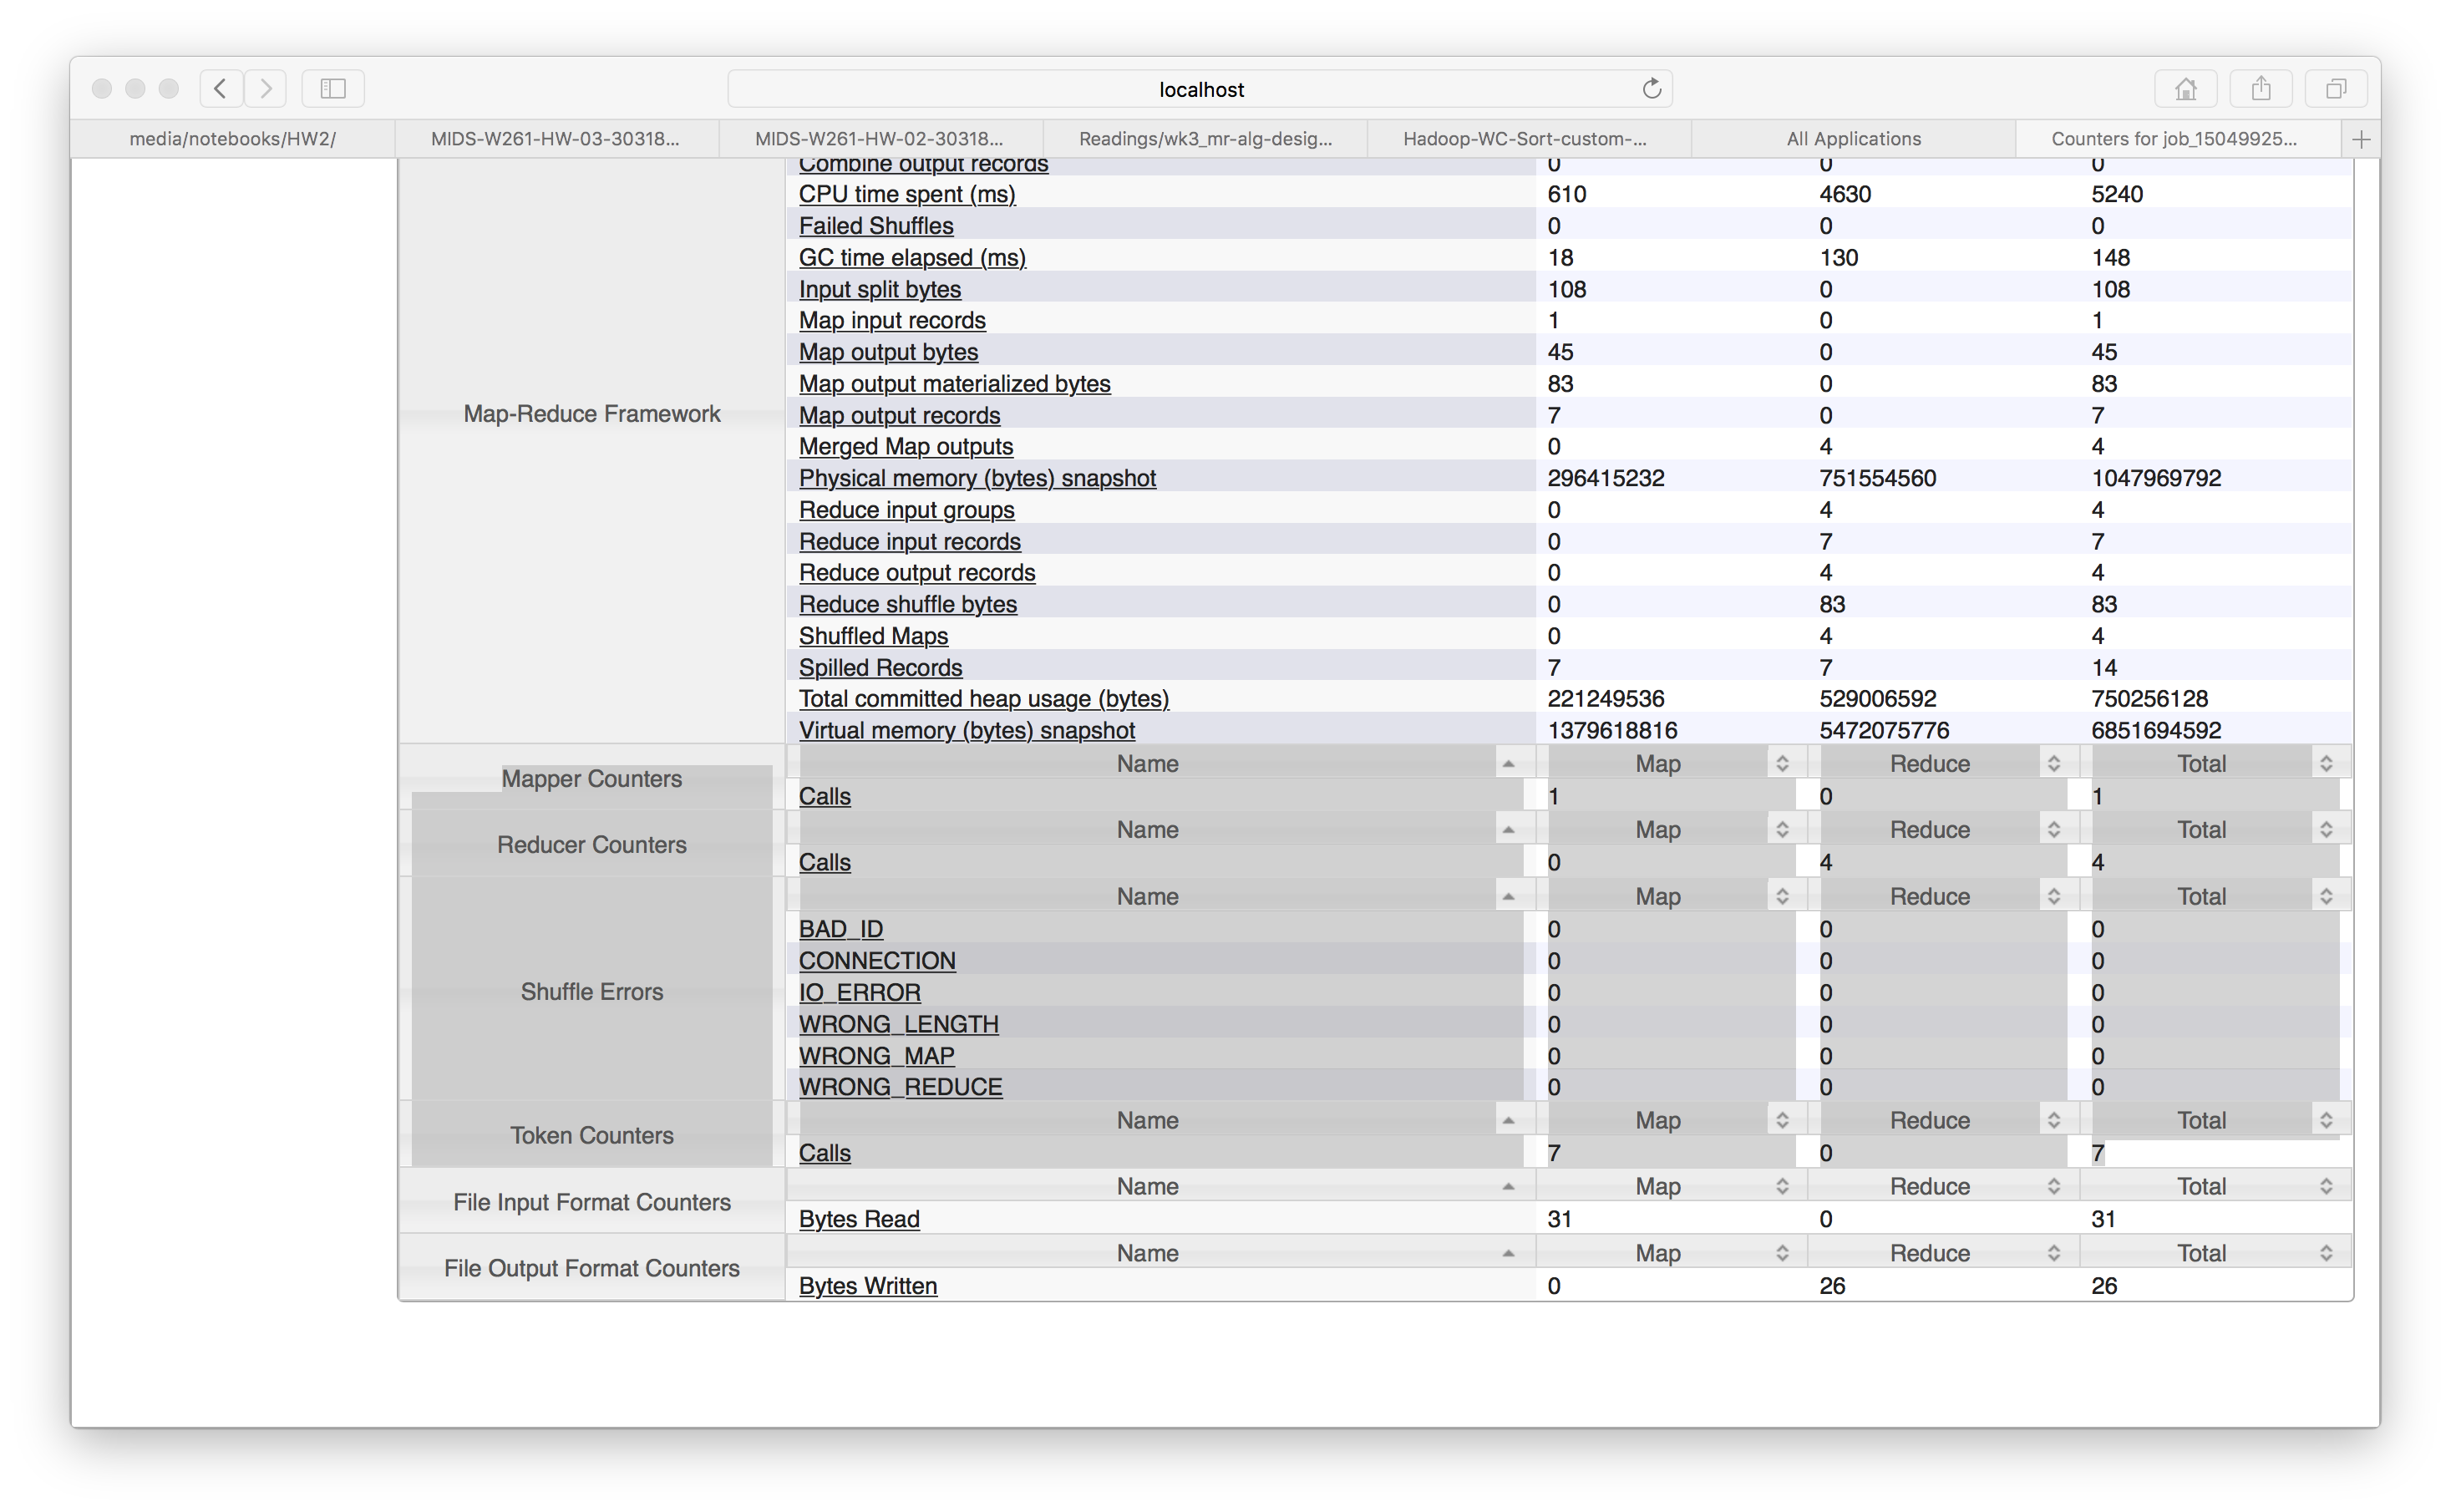 localhost
media/notebooks/HW2/ MIDS-W261-HW-03-30318... MIDS-W261-HW-02-30318... Readings/wk3_mr-alg-desig... Hadoop-WC-Sort-custom-... All Applications Counters for job_15049925...
Combine output records 0 0 0
CPU time spent (ms) 610 4630 5240
Failed Shuffles 0 0 0
GC time elapsed (ms) 18 130 148
Input split bytes 108 0 108
Map input records 1 0 1
Map output bytes 45 0 45
Map output materialized bytes 83 0 83
Map-Reduce Framework Map output records 7 0 7
Merged Map outputs 0 4 4
Physical memory (bytes) snapshot 296415232 751554560 1047969792
Reduce input groups 0 4 4
Reduce input records 0 7 7
Reduce output records 0 4 4
Reduce shuffle bytes 0 83 83
Shuffled Maps 0 4 4
Spilled Records 7 7 14
Total committed heap usage (bytes) 221249536 529006592 750256128
Virtual memory (bytes) snapshot 1379618816 5472075776 6851694592
Mapper Counters Name Map Reduce Total
Calls 1 0 1
Reducer Counters Name Map Reduce Total
Calls 0 4 4
Shuffle Errors Name Map Reduce Total
BAD_ID 0 0 0
CONNECTION 0 0 0
IO_ERROR 0 0 0
WRONG_LENGTH 0 0 0
WRONG_MAP 0 0 0
WRONG_REDUCE 0 0 0
Token Counters Name Map Reduce Total
Calls 7 0 7
File Input Format Counters Name Map Reduce Total
Bytes Read 31 0 31
File Output Format Counters Name Map Reduce Total
Bytes Written 0 26 26